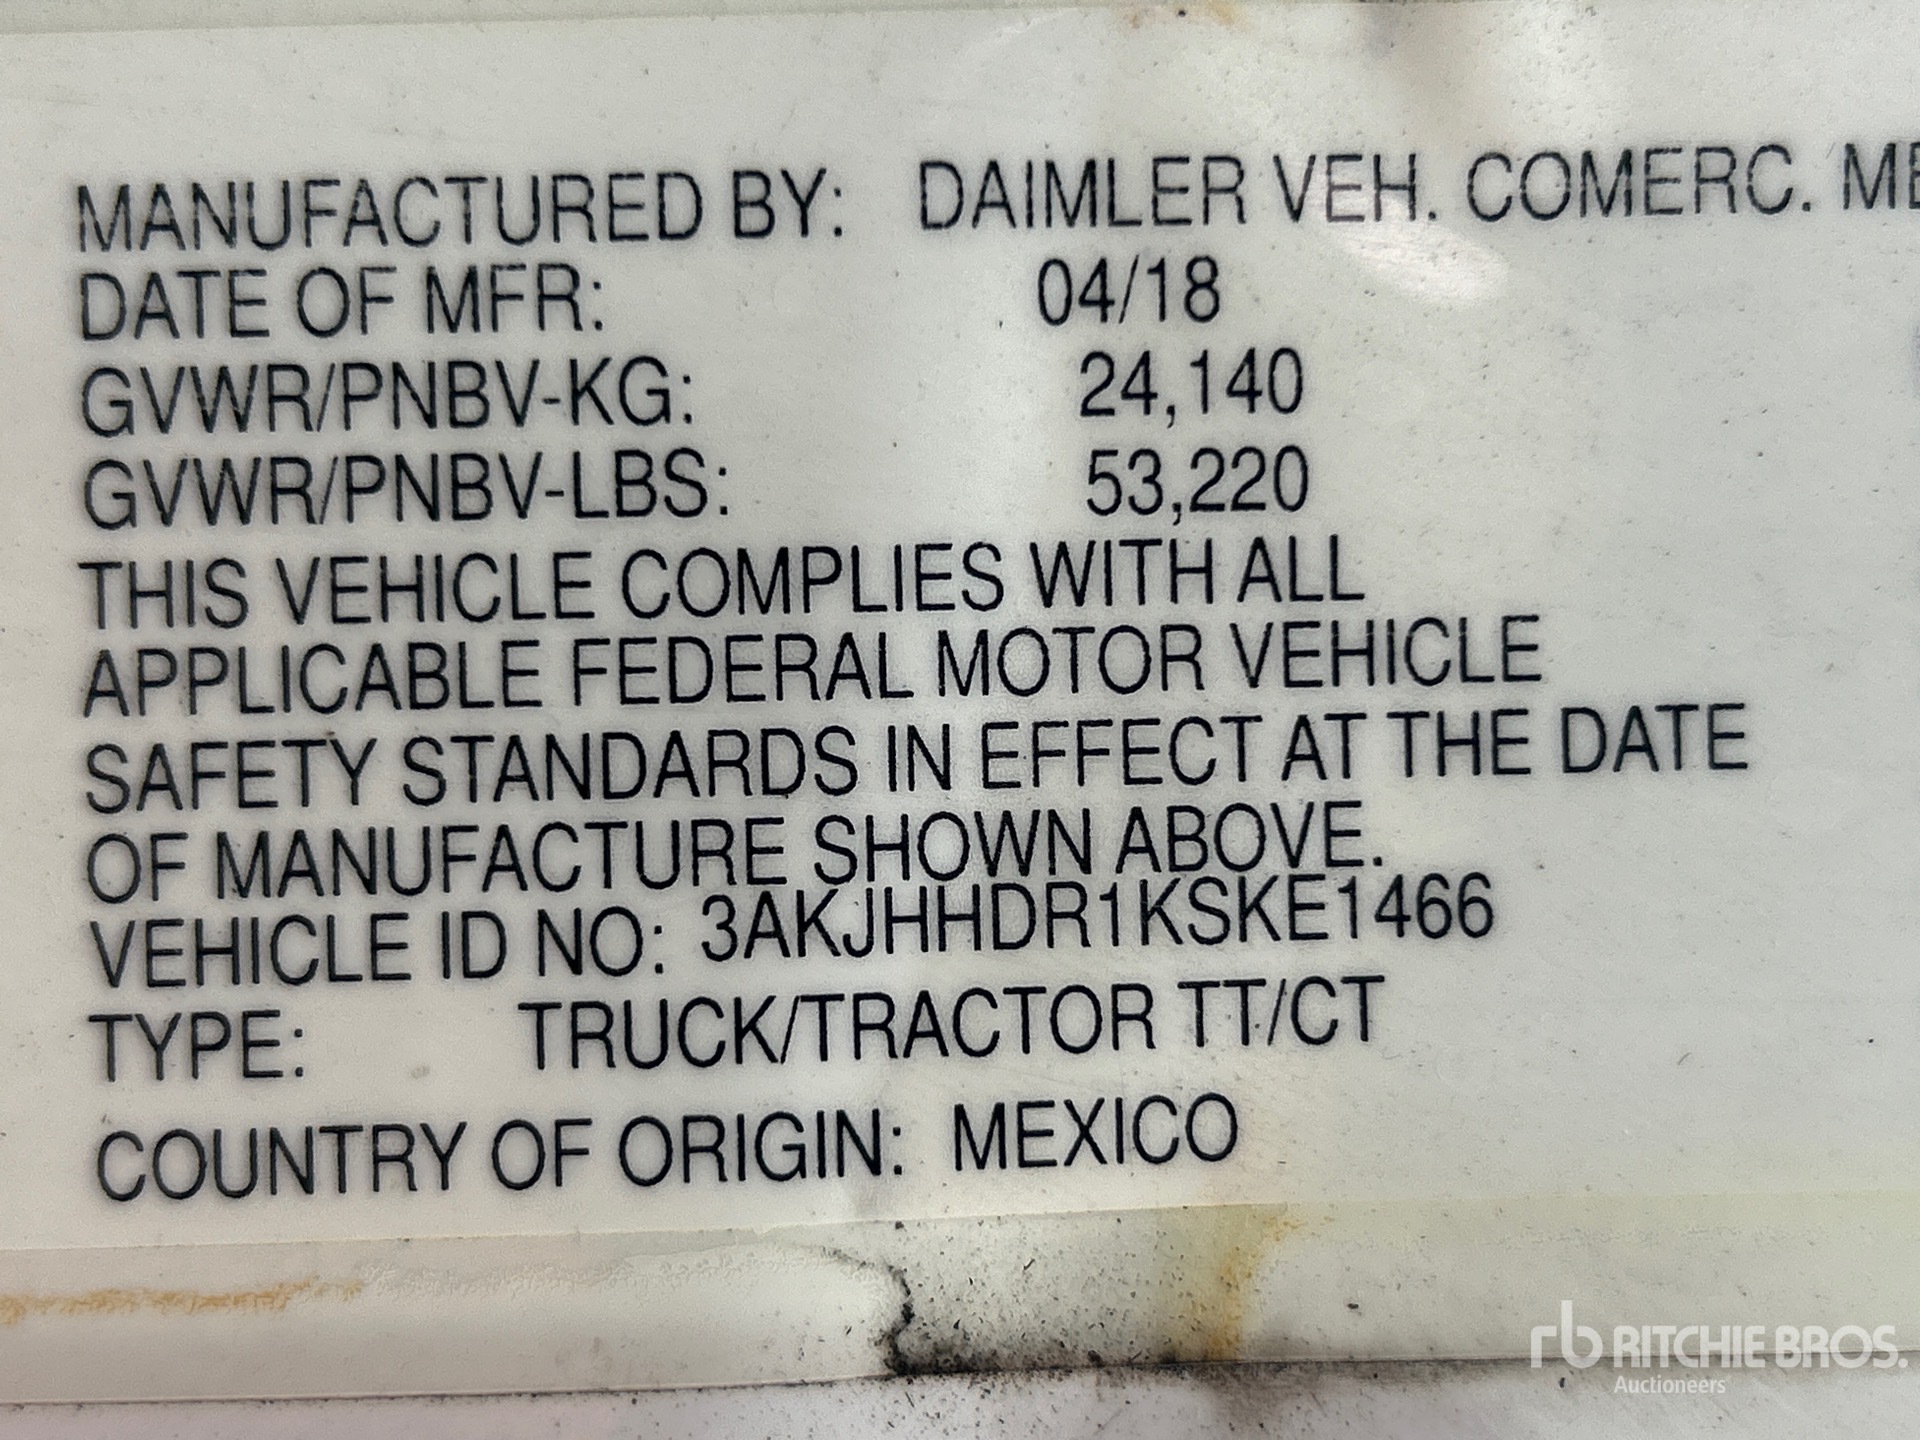 MANUFACTURED BY: DAIMLER VEH. COMERC. ME
DATE OF MFR: 04/18
GVWR/PNBV-KG: 24,140
GVWR/PNBV-LBS: 53,220
THIS VEHICLE COMPLIES WITH ALL
APPLICABLE FEDERAL MOTOR VEHICLE
SAFETY STANDARDS IN EFFECT AT THE DATE
OF MANUFACTURE SHOWN ABOVE.
VEHICLE ID NO: 3AKJHHDR1KSKE1466
TYPE: TRUCK/TRACTOR TT/CT
COUNTRY OF ORIGIN: MEXICO
rb RITCHIE BROS.
Auctioneers